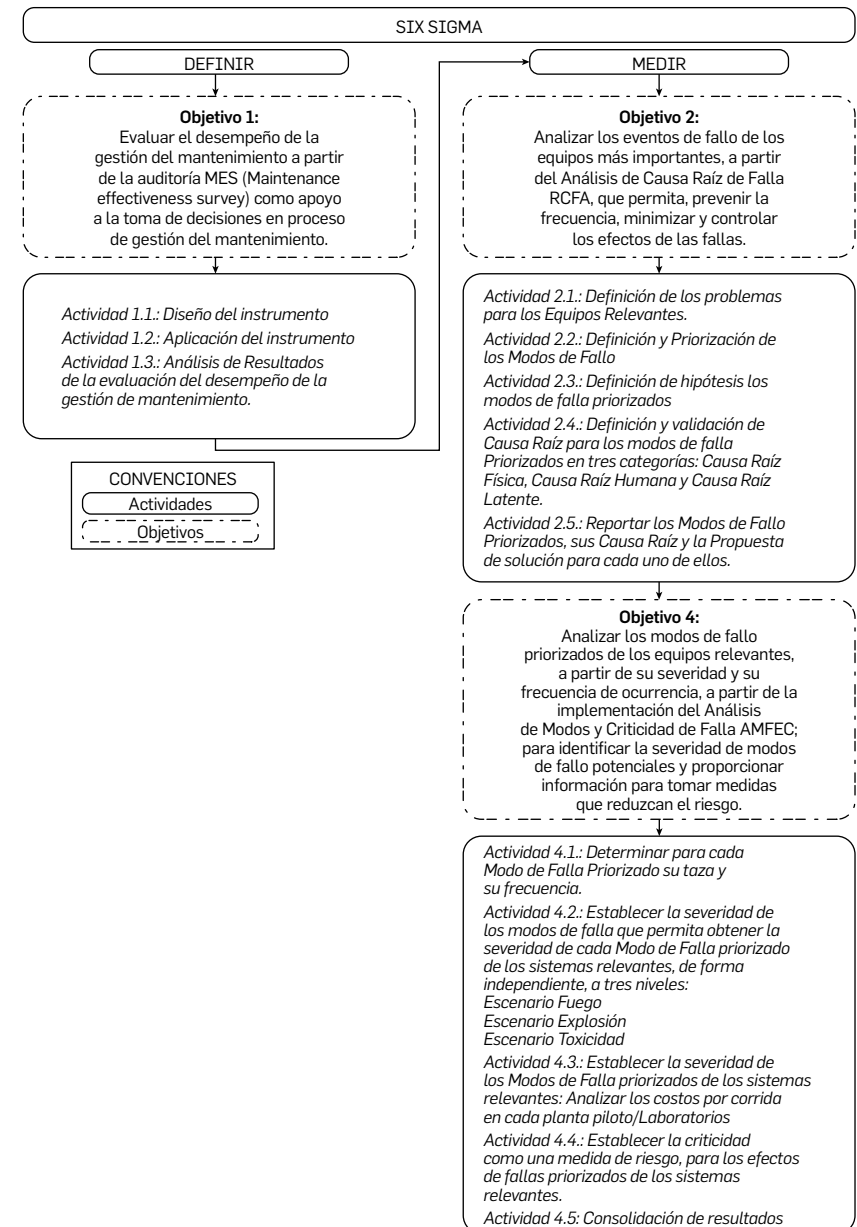 SIX SIGMA
DEFINIR
Objetivo 1:
Evaluar el desempeño de la
gestión del mantenimiento a partir
de la auditoría MES (Maintenance
effectiveness survey) como apoyo
a la toma de decisiones en proceso
de gestión del mantenimiento.
Actividad 1.1.: Diseño del instrumento
Actividad 1.2.: Aplicación del instrumento
Actividad 1.3.: Análisis de Resultados
de la evaluación del desempeño de la
gestión de mantenimiento.
CONVENCIONES
Actividades
Objetivos
MEDIR
Objetivo 2:
Analizar los eventos de fallo de los
equipos más importantes, a partir
del Análisis de Causa Raíz de Falla
RCFA, que permita, prevenir la
frecuencia, minimizar y controlar
los efectos de las fallas.
Actividad 2.1.: Definición de los problemas
para los Equipos Relevantes.
Actividad 2.2.: Definición y Priorización de
los Modos de Fallo
Actividad 2.3.: Definición de hipótesis los
modos de falla priorizados
Actividad 2.4.: Definición y validación de
Causa Raíz para los modos de falla
Priorizados en tres categorías: Causa Raíz
Física, Causa Raíz Humana y Causa Raíz
Latente.
Actividad 2.5.: Reportar los Modos de Fallo
Priorizados, sus Causa Raíz y la Propuesta
de solución para cada uno de ellos.
Objetivo 4:
Analizar los modos de fallo
priorizados de los equipos relevantes,
a partir de su severidad y su
frecuencia de ocurrencia, a partir de la
implementación del Análisis
de Modos y Criticidad de Falla AMFEC;
para identificar la severidad de modos
de fallo potenciales y proporcionar
información para tomar medidas
que reduzcan el riesgo.
Actividad 4.1.: Determinar para cada
Modo de Falla Priorizado su taza y
su frecuencia.
Actividad 4.2.: Establecer la severidad de
los modos de falla que permita obtener la
severidad de cada Modo de Falla priorizado
de los sistemas relevantes, de forma
independiente, a tres niveles:
Escenario Fuego
Escenario Explosión
Escenario Toxicidad
Actividad 4.3.: Establecer la severidad de
los Modos de Falla priorizados de los sistemas
relevantes: Analizar los costos por corrida
en cada planta piloto/Laboratorios
Actividad 4.4.: Establecer la criticidad
como una medida de riesgo, para los efectos
de fallas priorizados de los sistemas
relevantes.
Actividad 4.5: Consolidación de resultados